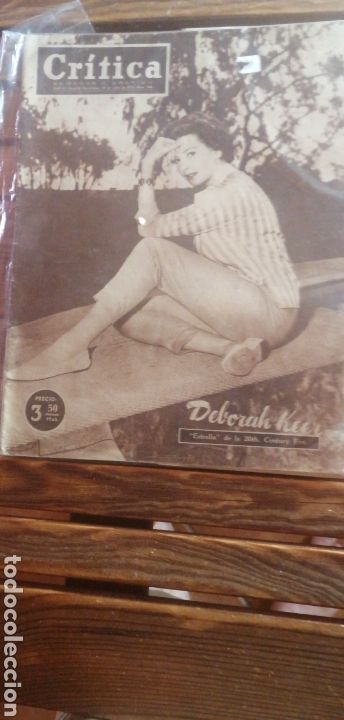 Crítica
PRECIO:
3 50
Deborah Kerr
"Estrella" de la 20th. Century Fox
todocoleccion